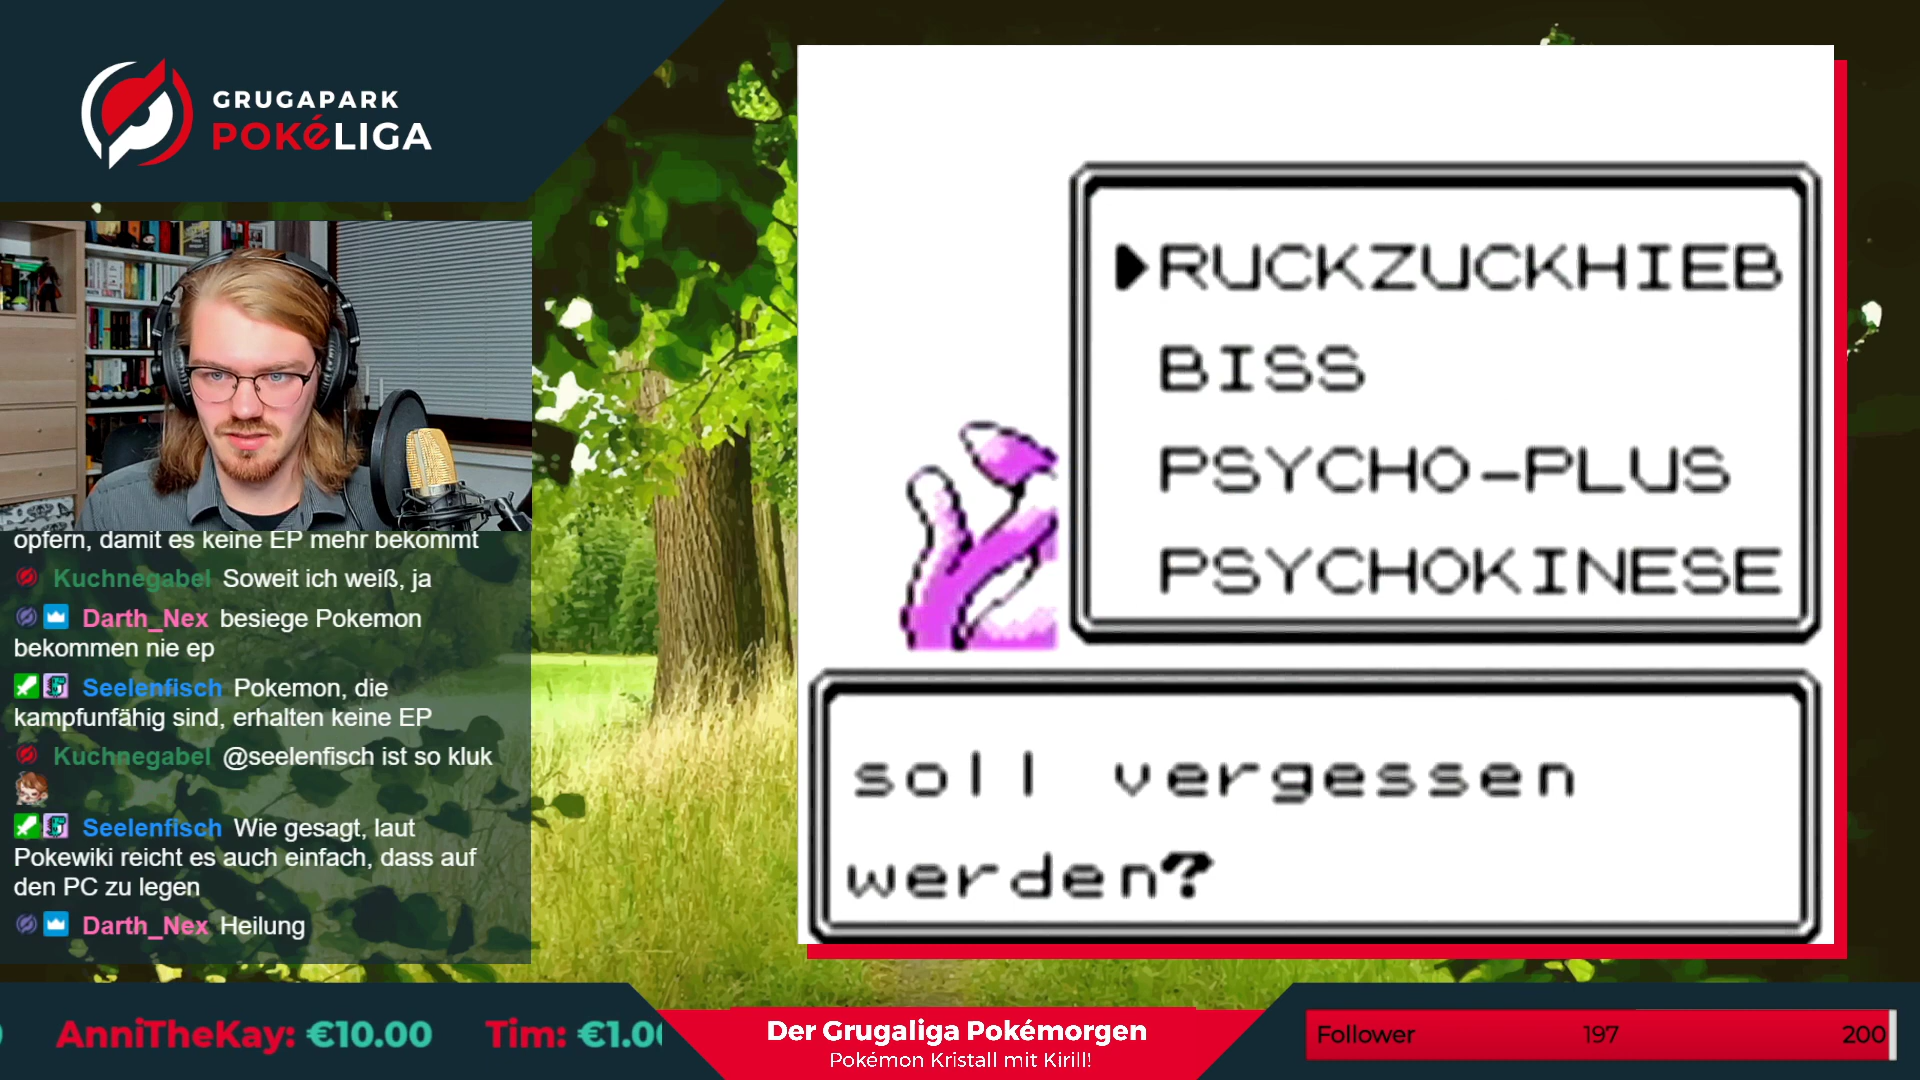 GRUGAPARK
POKéLIGA
opfern, damit es keine EP mehr bekommt
Kuchnegabel Soweit ich weiß, ja
Darth_Nex besiege Pokemon
bekommen nie ep
Seelenfisch Pokemon, die
kampfunfähig sind, erhalten keine EP
Kuchnegabel @seelenfisch ist so kluk
Seelenfisch Wie gesagt, laut
Pokewiki reicht es auch einfach, dass auf
den PC zu legen
Darth_Nex Heilung
RUCKZUCKHIEB
BISS
PSYCHO-PLUS
PSYCHOKINESE
soll vergessen
werden?
AnniTheKay: €10.00 Tim: €1.0
Der Grugaliga Pokémorgen
Pokémon Kristall mit Kirill!
Follower 197 200